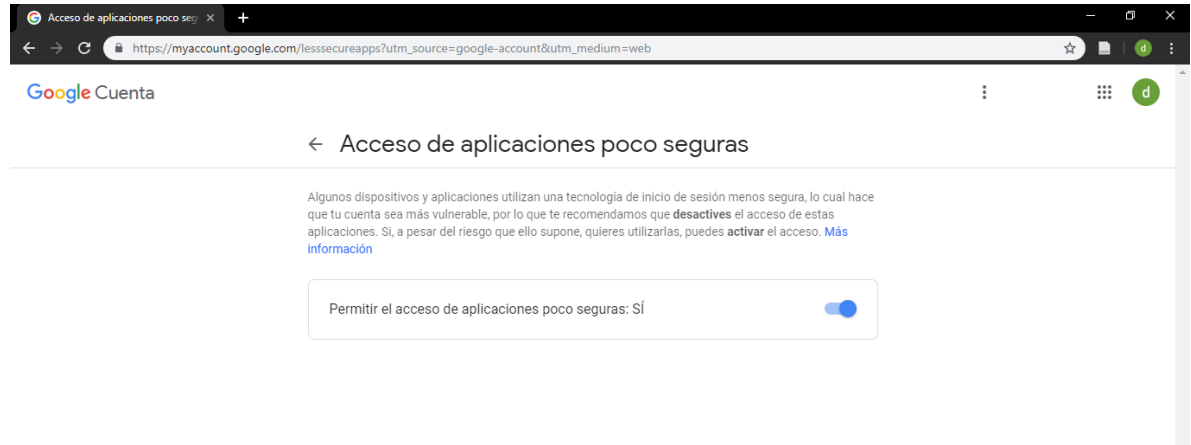 Acceso de aplicaciones poco seg
https://myaccount.google.com/lesssecureapps?utm_source=google-account&utm_medium=web
d
Google Cuenta
d
Acceso de aplicaciones poco seguras
Algunos dispositivos y aplicaciones utilizan una tecnología de inicio de sesión menos segura, lo cual hace
que tu cuenta sea más vulnerable, por lo que te recomendamos que desactives el acceso de estas
aplicaciones. Si, a pesar del riesgo que ello supone, quieres utilizarlas, puedes activar el acceso. Más
información
Permitir el acceso de aplicaciones poco seguras: SÍ